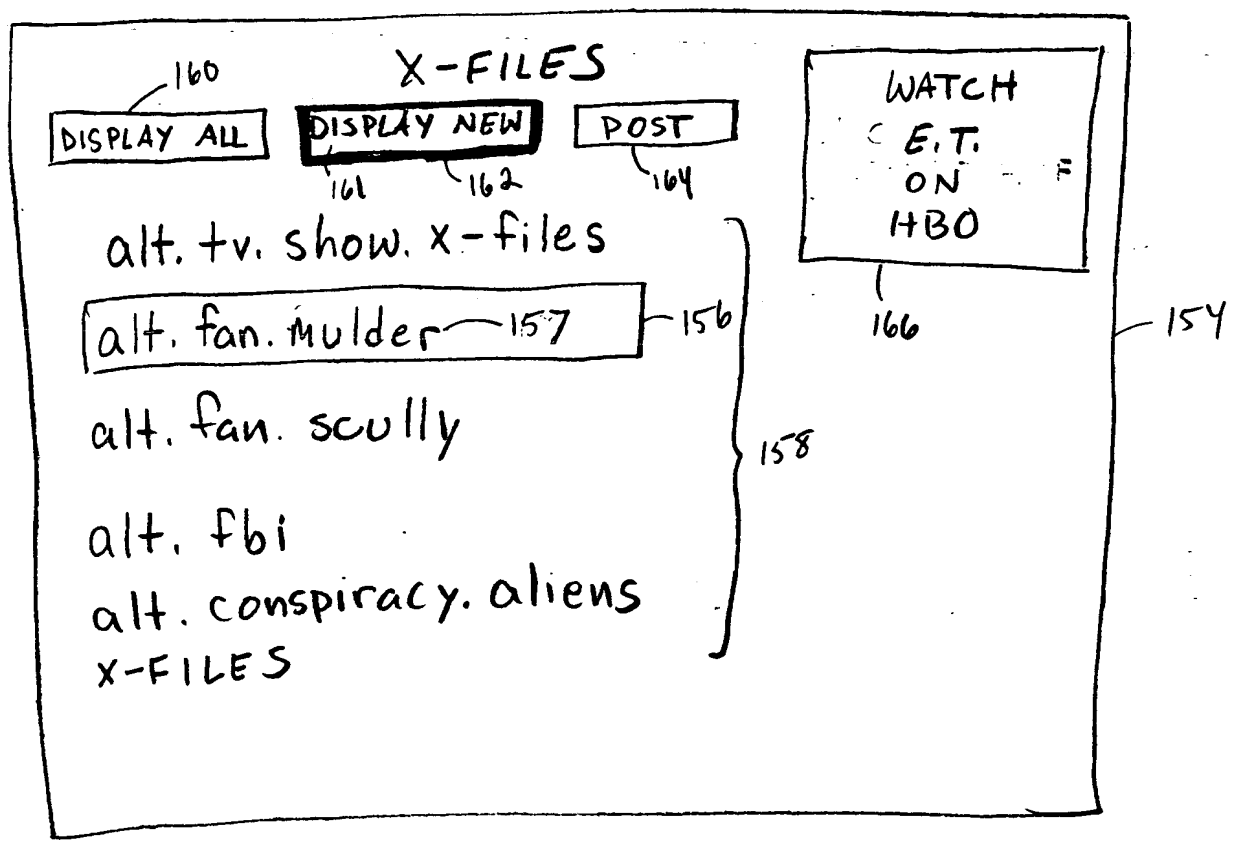 160
X-FILES
DISPLAY ALL
DISPLAY NEW
POST
161
162
164
WATCH
E.T.
ON
HBO
166
154
alt. tv. show. x-files
alt. fan. mulder 157
156
alt. fan. scully
158
alt. fbi
alt. conspiracy. aliens
X-FILES